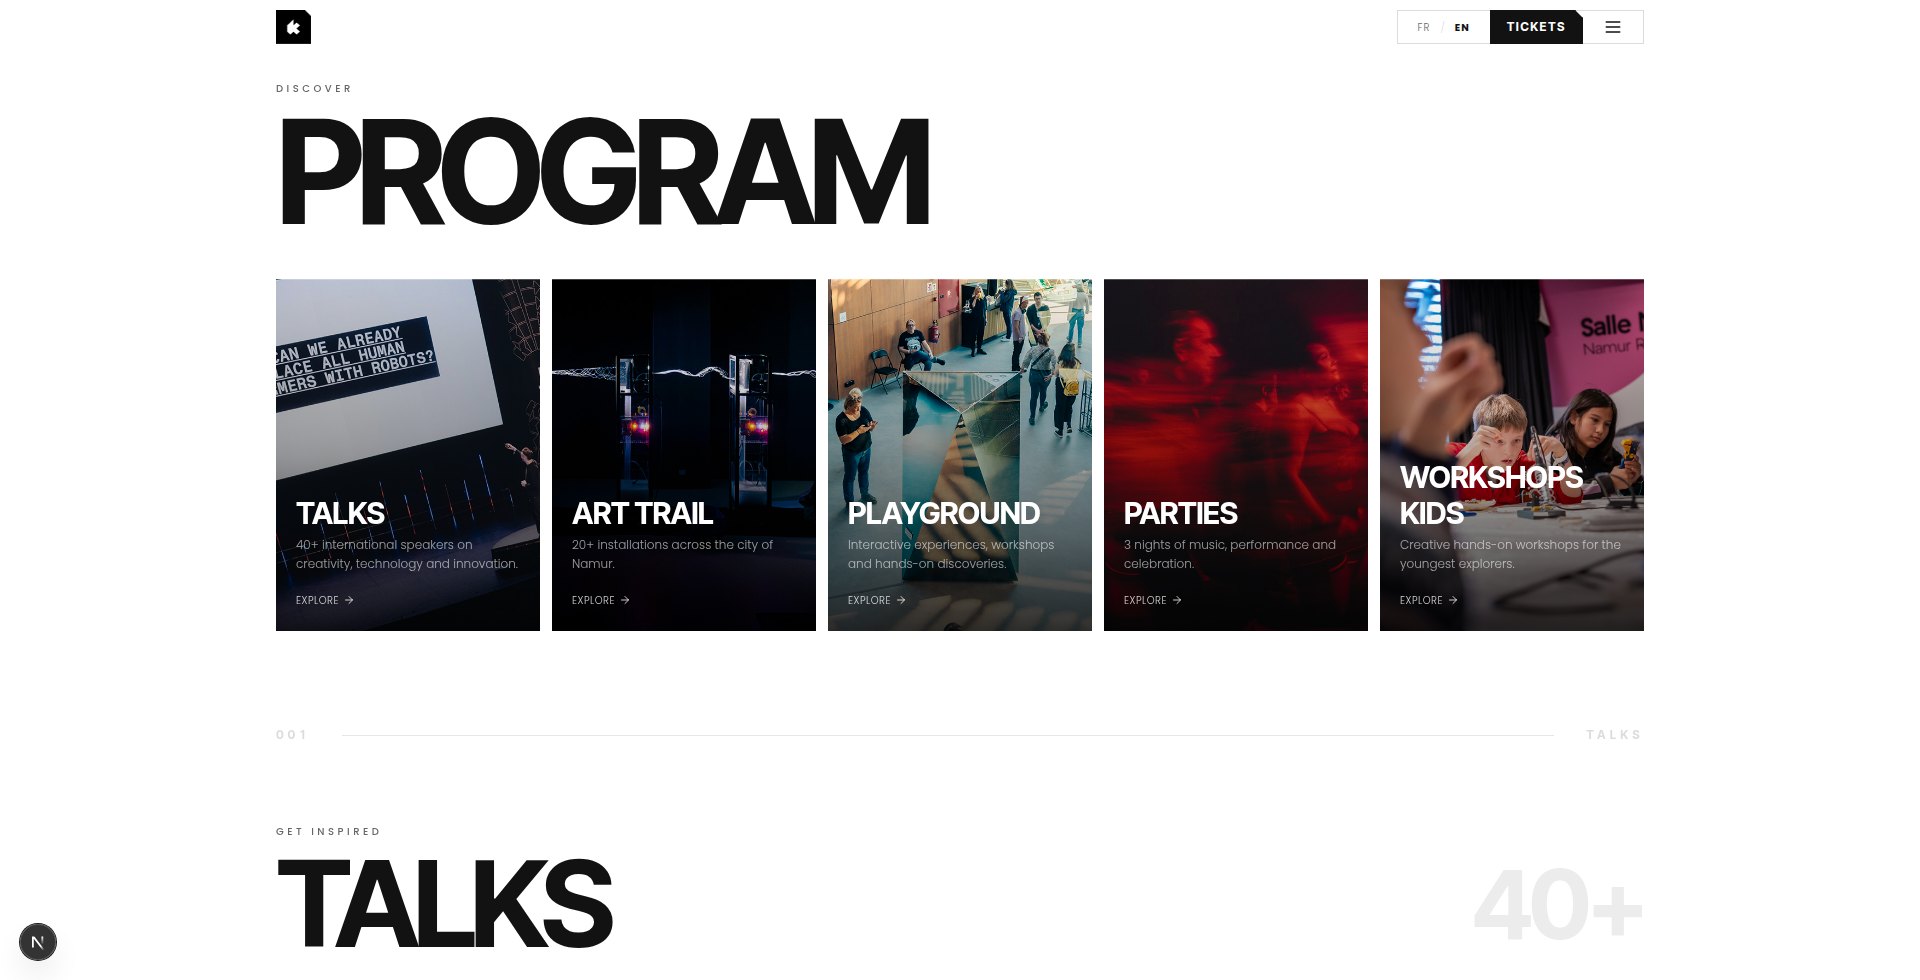 FR / EN
TICKETS
DISCOVER
PROGRAM
CAN WE ALREADY
LACE ALL HUMAN
MERS WITH ROBOTS?
Salle
Namur
TALKS
40+ international speakers on
creativity, technology and innovation.
EXPLORE →
ART TRAIL
20+ installations across the city of
Namur.
EXPLORE →
PLAYGROUND
Interactive experiences, workshops
and hands-on discoveries.
EXPLORE →
PARTIES
3 nights of music, performance and
celebration.
EXPLORE →
WORKSHOPS
KIDS
Creative hands-on workshops for the
youngest explorers.
EXPLORE →
001
TALKS
GET INSPIRED
TALKS
40+
N